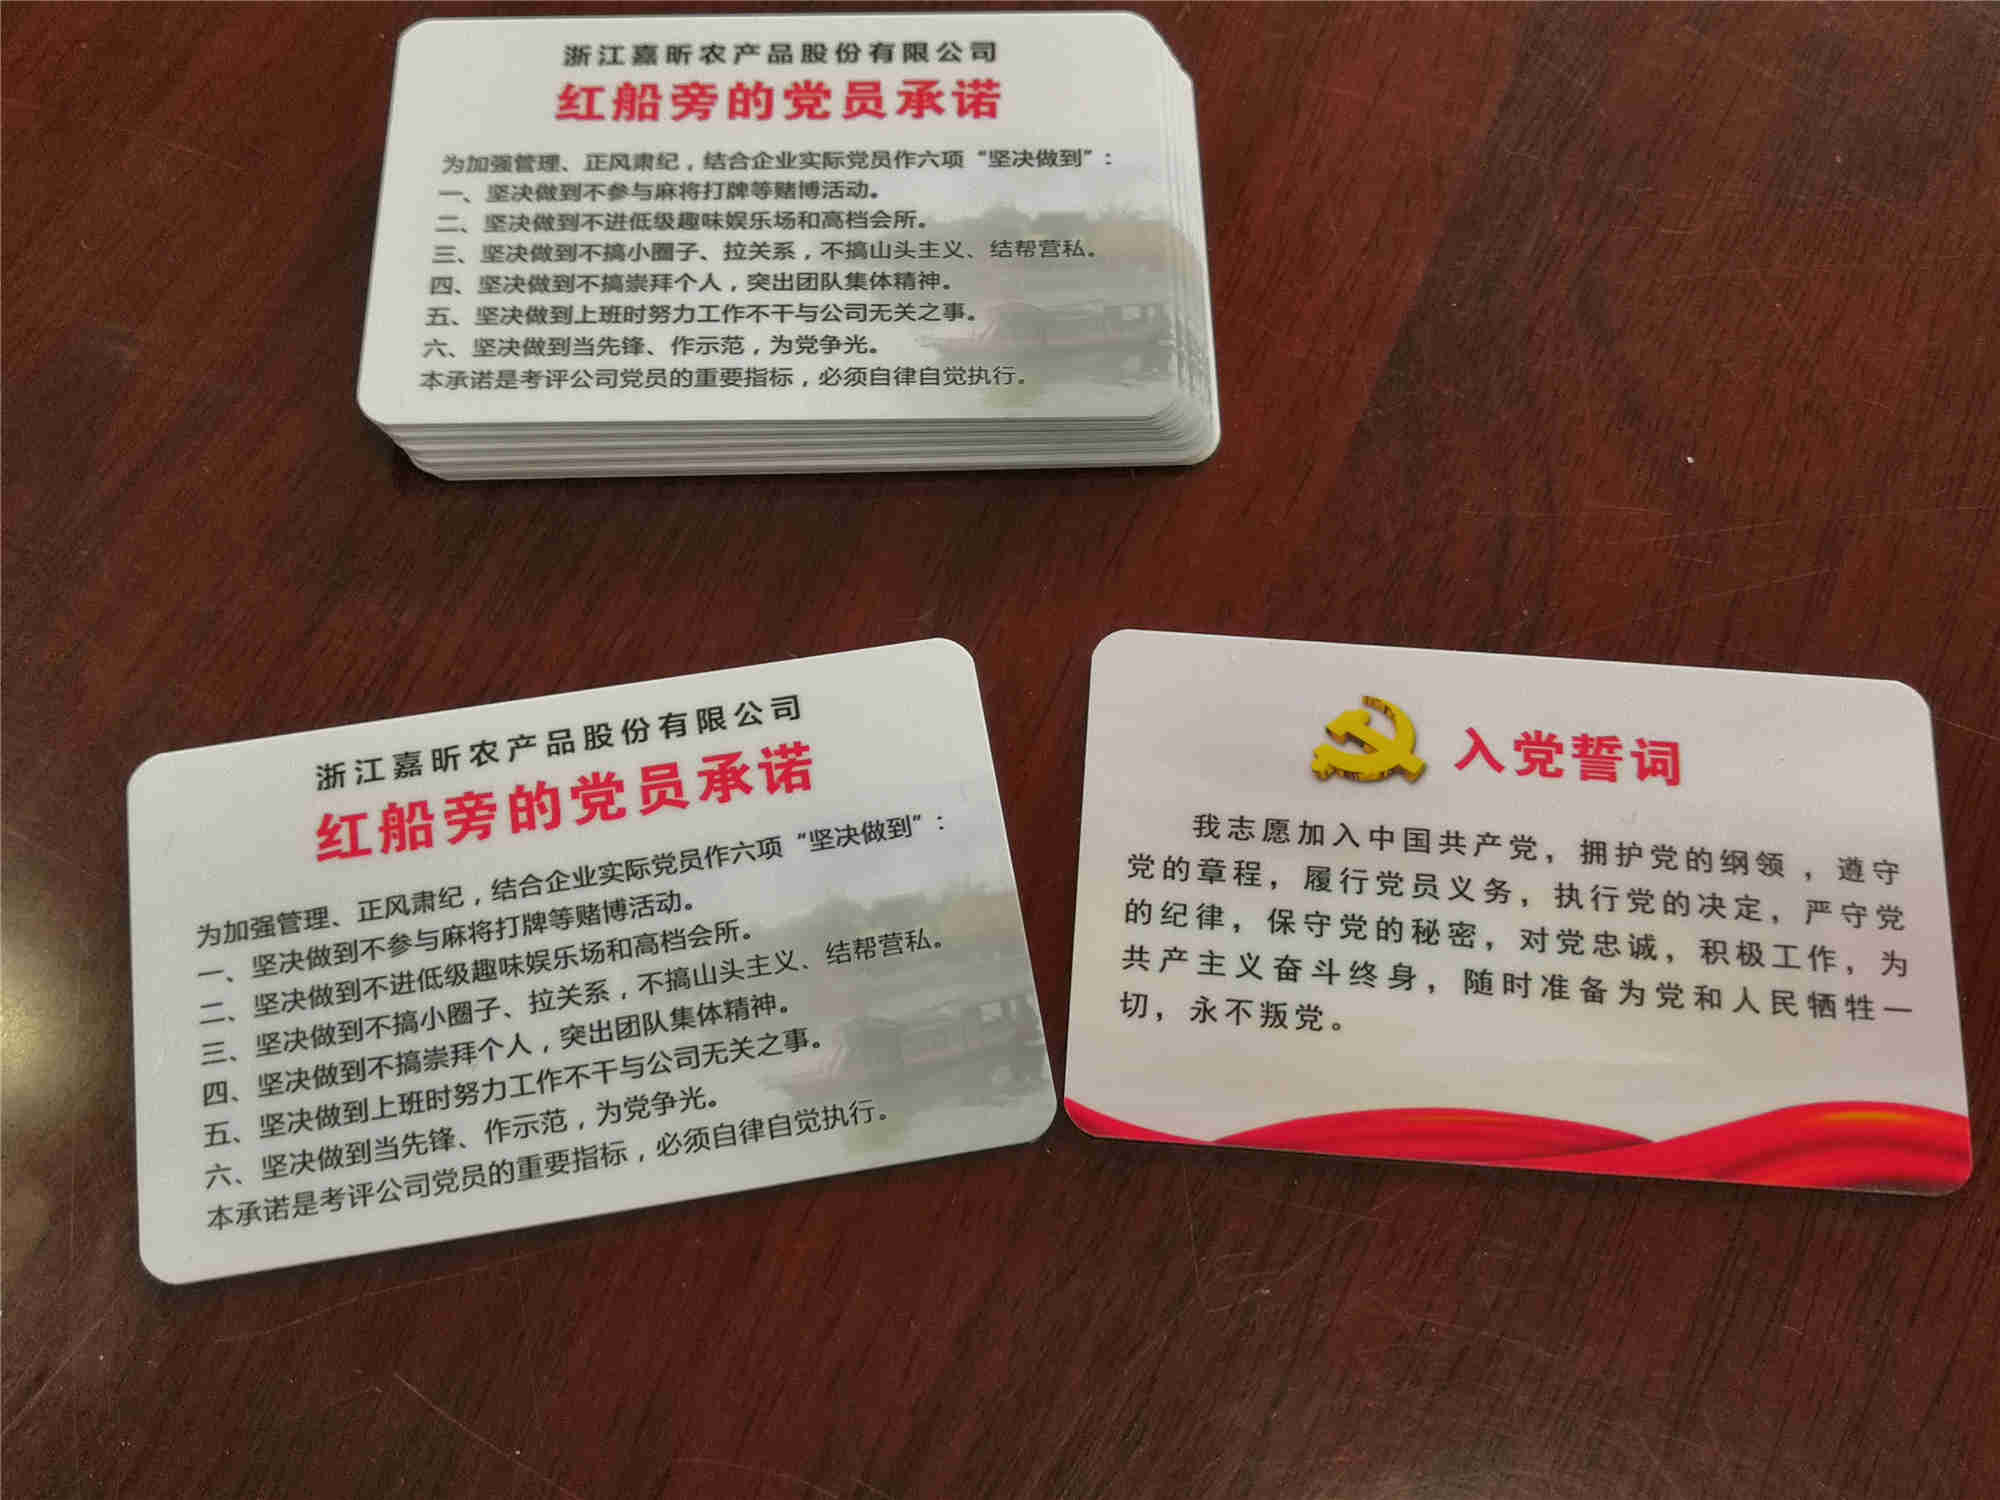 浙江嘉昕农产品股份有限公司
红船旁的党员承诺
为加强管理、正风肃纪，结合企业实际党员作六项“坚决做到”：
一、坚决做到不参与麻将打牌等赌博活动。
二、坚决做到不进低级趣味娱乐场和高档会所。
三、坚决做到不搞小圈子、拉关系，不搞山头主义、结帮营私。
四、坚决做到不搞崇拜个人，突出团队集体精神。
五、坚决做到上班时努力工作不干与公司无关之事。
六、坚决做到当先锋、作示范，为党争光。
本承诺是考评公司党员的重要指标，必须自律自觉执行。
浙江嘉昕农产品股份有限公司
红船旁的党员承诺
为加强管理、正风肃纪，结合企业实际党员作六项“坚决做到”：
一、坚决做到不参与麻将打牌等赌博活动。
二、坚决做到不进低级趣味娱乐场和高档会所。
三、坚决做到不搞小圈子、拉关系，不搞山头主义、结帮营私。
四、坚决做到不搞崇拜个人，突出团队集体精神。
五、坚决做到上班时努力工作不干与公司无关之事。
六、坚决做到当先锋、作示范，为党争光。
本承诺是考评公司党员的重要指标，必须自律自觉执行。
入党誓词
我志愿加入中国共产党，拥护党的纲领，遵守
党的章程，履行党员义务，执行党的决定，严守党
的纪律，保守党的秘密，对党忠诚，积极工作，为
共产主义奋斗终身，随时准备为党和人民牺牲一
切，永不叛党。